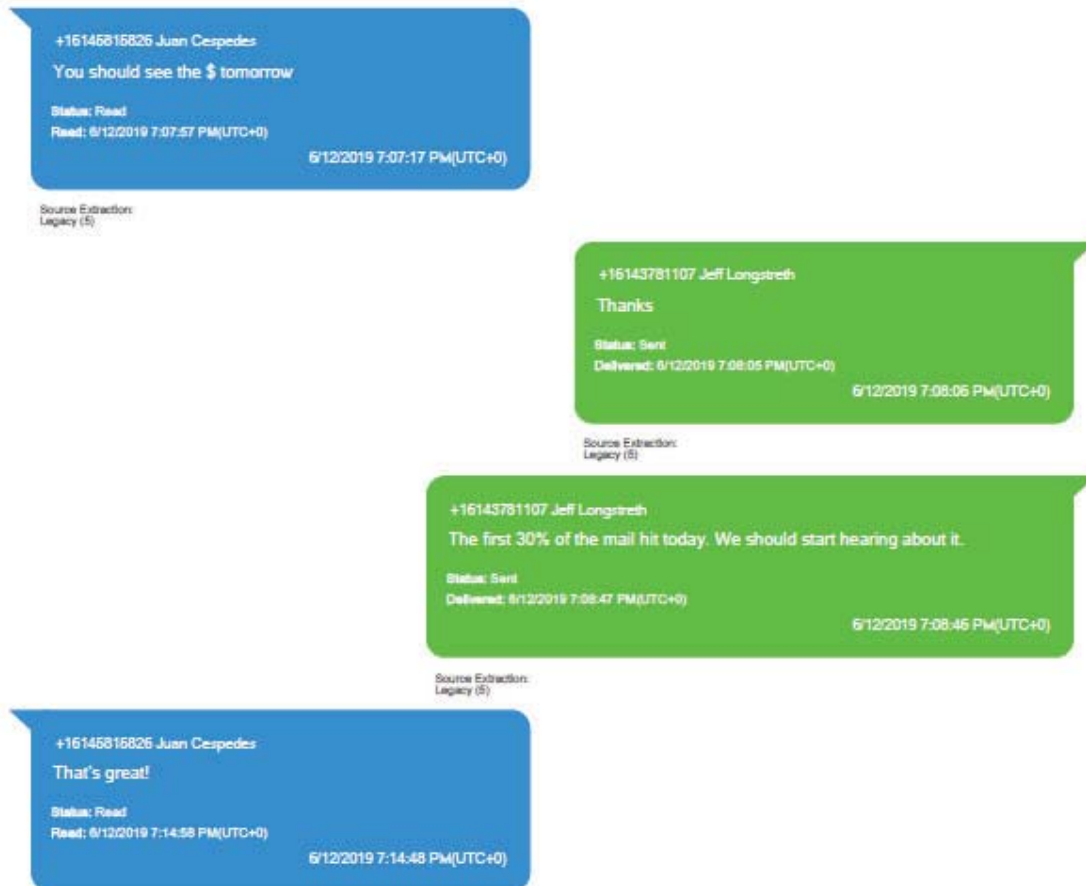 +16145815826 Juan Cespedes
You should see the $ tomorrow
Status: Read
Read: 6/12/2019 7:07:57 PM(UTC+0)
6/12/2019 7:07:17 PM(UTC+0)
Source Extraction:
Legacy (5)
+16143781107 Jeff Longstreth
Thanks
Status: Sent
Delivered: 6/12/2019 7:08:05 PM(UTC+0)
6/12/2019 7:08:06 PM(UTC+0)
Source Extraction:
Legacy (5)
+16143781107 Jeff Longstreth
The first 30% of the mail hit today. We should start hearing about it.
Status: Sent
Delivered: 6/12/2019 7:08:47 PM(UTC+0)
6/12/2019 7:08:46 PM(UTC+0)
Source Extraction:
Legacy (5)
+16145815826 Juan Cespedes
That's great!
Status: Read
Read: 6/12/2019 7:14:58 PM(UTC+0)
6/12/2019 7:14:48 PM(UTC+0)